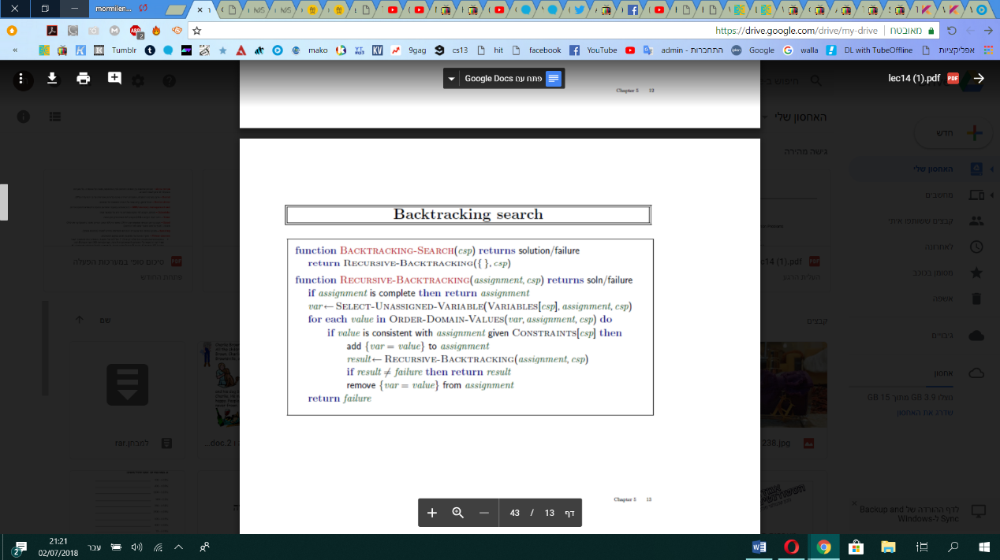 mormilen...
https://drive.google.com/drive/my-drive
מאובטח
Tumblr
mako
9gag
cs13
hit
facebook
YouTube
התחברות - admin
Google
walla
DL with TubeOffline
אפליקציות
פתח עם Google Docs
lec14 (1).pdf
Chapter 5 12
האחסון שלי
חדש
גישה מהירה
האחסון שלי
מחשבים
קבצים ששותפו איתי
לאחרונה
מסומן בכוכב
אשפה
גיבויים
אחסון
נוצלו 3.9 GB מתוך 15 GB
שדרג את האחסון
סיכום סופי במערכות הפעלה
שם
קבצים
למבחן.rar
238.jpg
Backtracking search
function BACKTRACKING-SEARCH(csp) returns solution/failure
return RECURSIVE-BACKTRACKING({ }, csp)
function RECURSIVE-BACKTRACKING(assignment, csp) returns soln/failure
if assignment is complete then return assignment
var ← SELECT-UNASSIGNED-VARIABLE(VARIABLES[csp], assignment, csp)
for each value in ORDER-DOMAIN-VALUES(var, assignment, csp) do
if value is consistent with assignment given CONSTRAINTS[csp] then
add {var = value} to assignment
result ← RECURSIVE-BACKTRACKING(assignment, csp)
if result ≠ failure then return result
remove {var = value} from assignment
return failure
Chapter 5 13
דף 13 / 43
לדף ההורדה של Backup and
Sync ל-Windows
עבר
21:21
02/07/2018
2